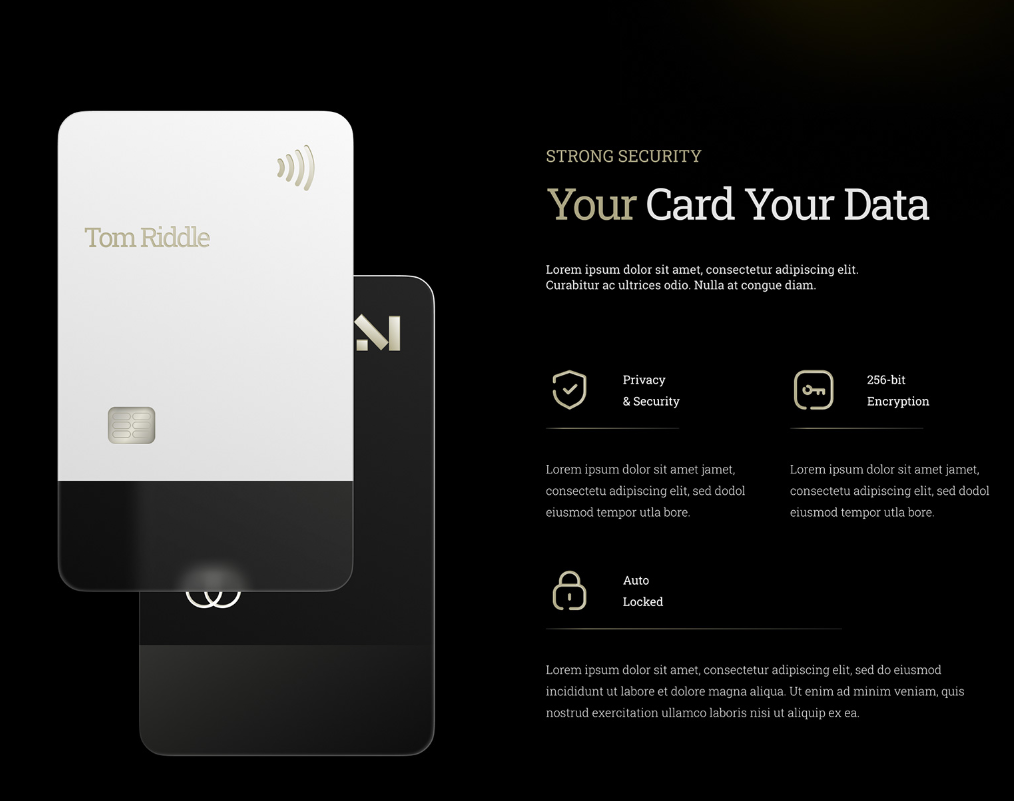 Tom Riddle
STRONG SECURITY
Your Card Your Data
Lorem ipsum dolor sit amet, consectetur adipiscing elit.
Curabitur ac ultrices odio. Nulla at congue diam.
Privacy
& Security
256-bit
Encryption
Lorem ipsum dolor sit amet jamet,
consectetu adipiscing elit, sed dodol
eiusmod tempor utla bore.
Lorem ipsum dolor sit amet jamet,
consectetu adipiscing elit, sed dodol
eiusmod tempor utla bore.
Auto
Locked
Lorem ipsum dolor sit amet, consectetur adipiscing elit, sed do eiusmod
incididunt ut labore et dolore magna aliqua. Ut enim ad minim veniam, quis
nostrud exercitation ullamco laboris nisi ut aliquip ex ea.